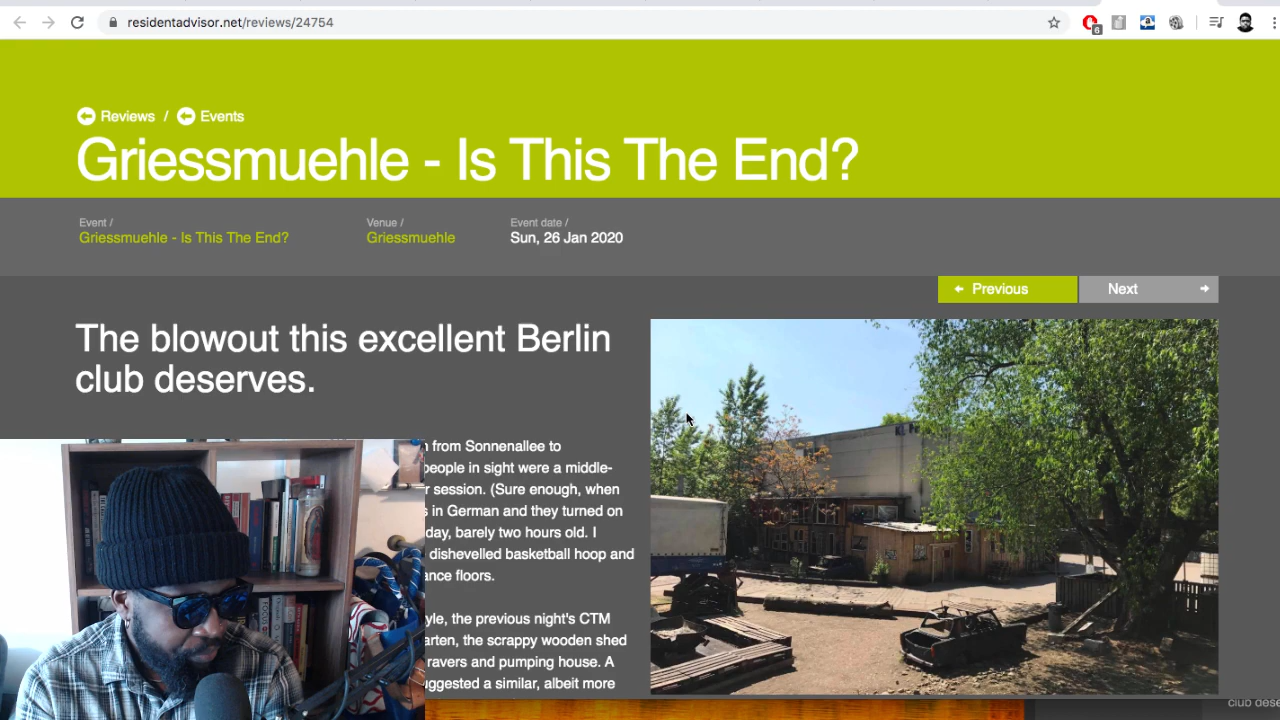 residentadvisor.net/reviews/24754
6
Reviews / Events
Griessmuehle - Is This The End?
Event / Venue / Event date /
Griessmuehle - Is This The End? Griessmuehle Sun, 26 Jan 2020
Previous Next
The blowout this excellent Berlin
club deserves.
from Sonnenallee to
people in sight were a middle-
session. (Sure enough, when
in German and they turned on
day, barely two hours old. I
dishevelled basketball hoop and
floors.
the previous night's CTM
the scrappy wooden shed
ravers and pumping house. A
a similar, albeit more